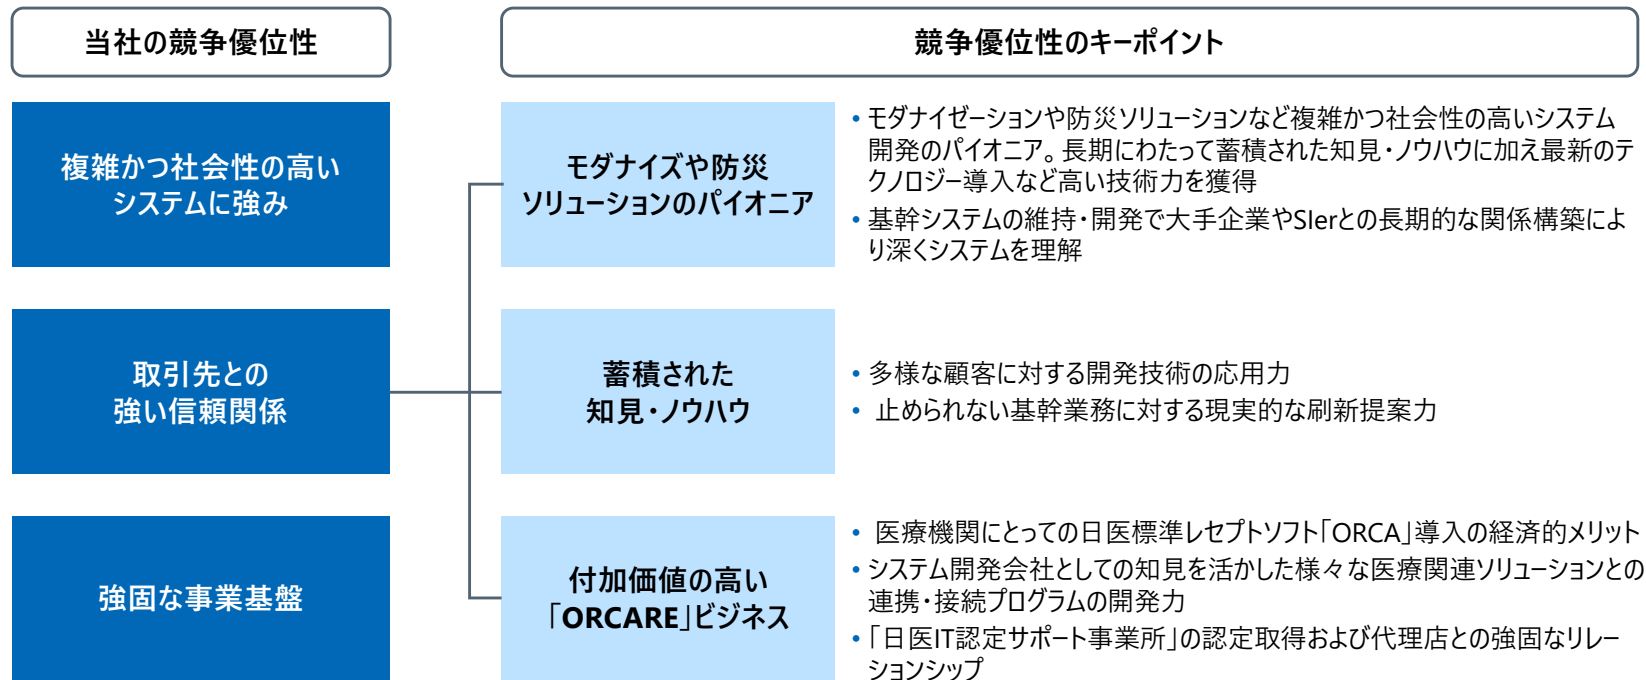 当社の競争優位性
競争優位性のキーポイント
複雑かつ社会性の高い
システムに強み
モダナイズや防災
ソリューションのパイオニア
• モダナイゼーションや防災ソリューションなど複雑かつ社会性の高いシステム
開発のパイオニア。長期にわたって蓄積された知見・ノウハウに加え最新のテ
クノロジー導入など高い技術力を獲得
• 基幹システムの維持・開発で大手企業やSIerとの長期的な関係構築によ
り深くシステムを理解
取引先との
強い信頼関係
蓄積された
知見・ノウハウ
• 多様な顧客に対する開発技術の応用力
• 止められない基幹業務に対する現実的な刷新提案力
強固な事業基盤
付加価値の高い
「ORCARE」ビジネス
• 医療機関にとっての日医標準レセプトソフト「ORCA」導入の経済的メリット
• システム開発会社としての知見を活かした様々な医療関連ソリューションとの
連携・接続プログラムの開発力
• 「日医IT認定サポート事業所」の認定取得および代理店との強固なリレー
ションシップ